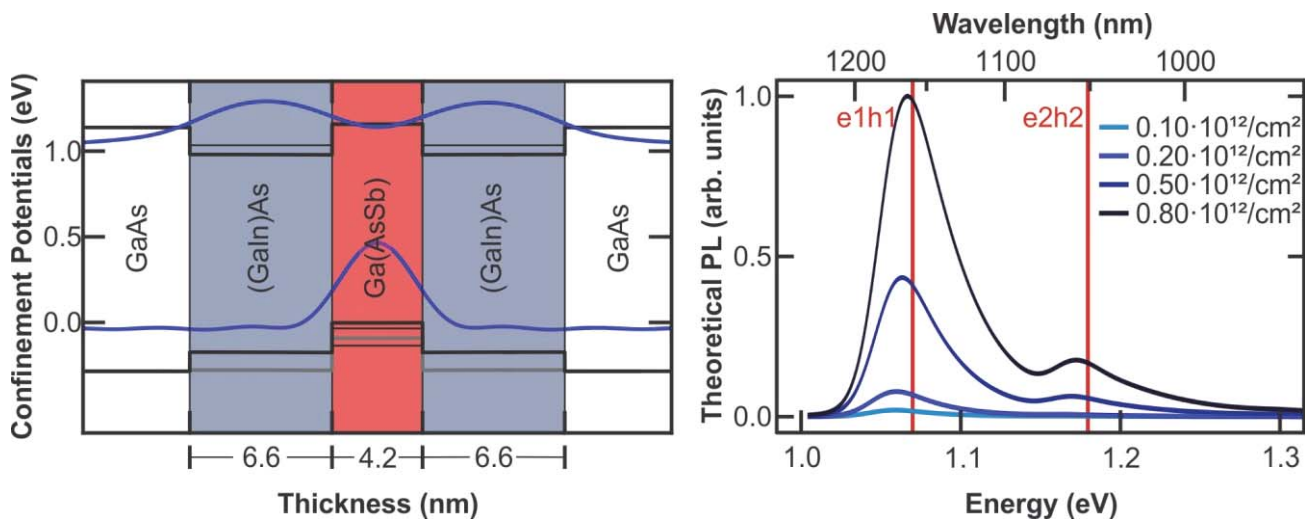 Confinement Potentials (eV)
1.0
0.5
0.0
GaAs
(GaIn)As
Ga(AsSb)
(GaIn)As
GaAs
6.6
4.2
6.6
Thickness (nm)
Wavelength (nm)
1200
1100
1000
Theoretical PL (arb. units)
1.0
0.5
0.0
e1h1
e2h2
0.10·10¹²/cm²
0.20·10¹²/cm²
0.50·10¹²/cm²
0.80·10¹²/cm²
1.0
1.1
1.2
1.3
Energy (eV)